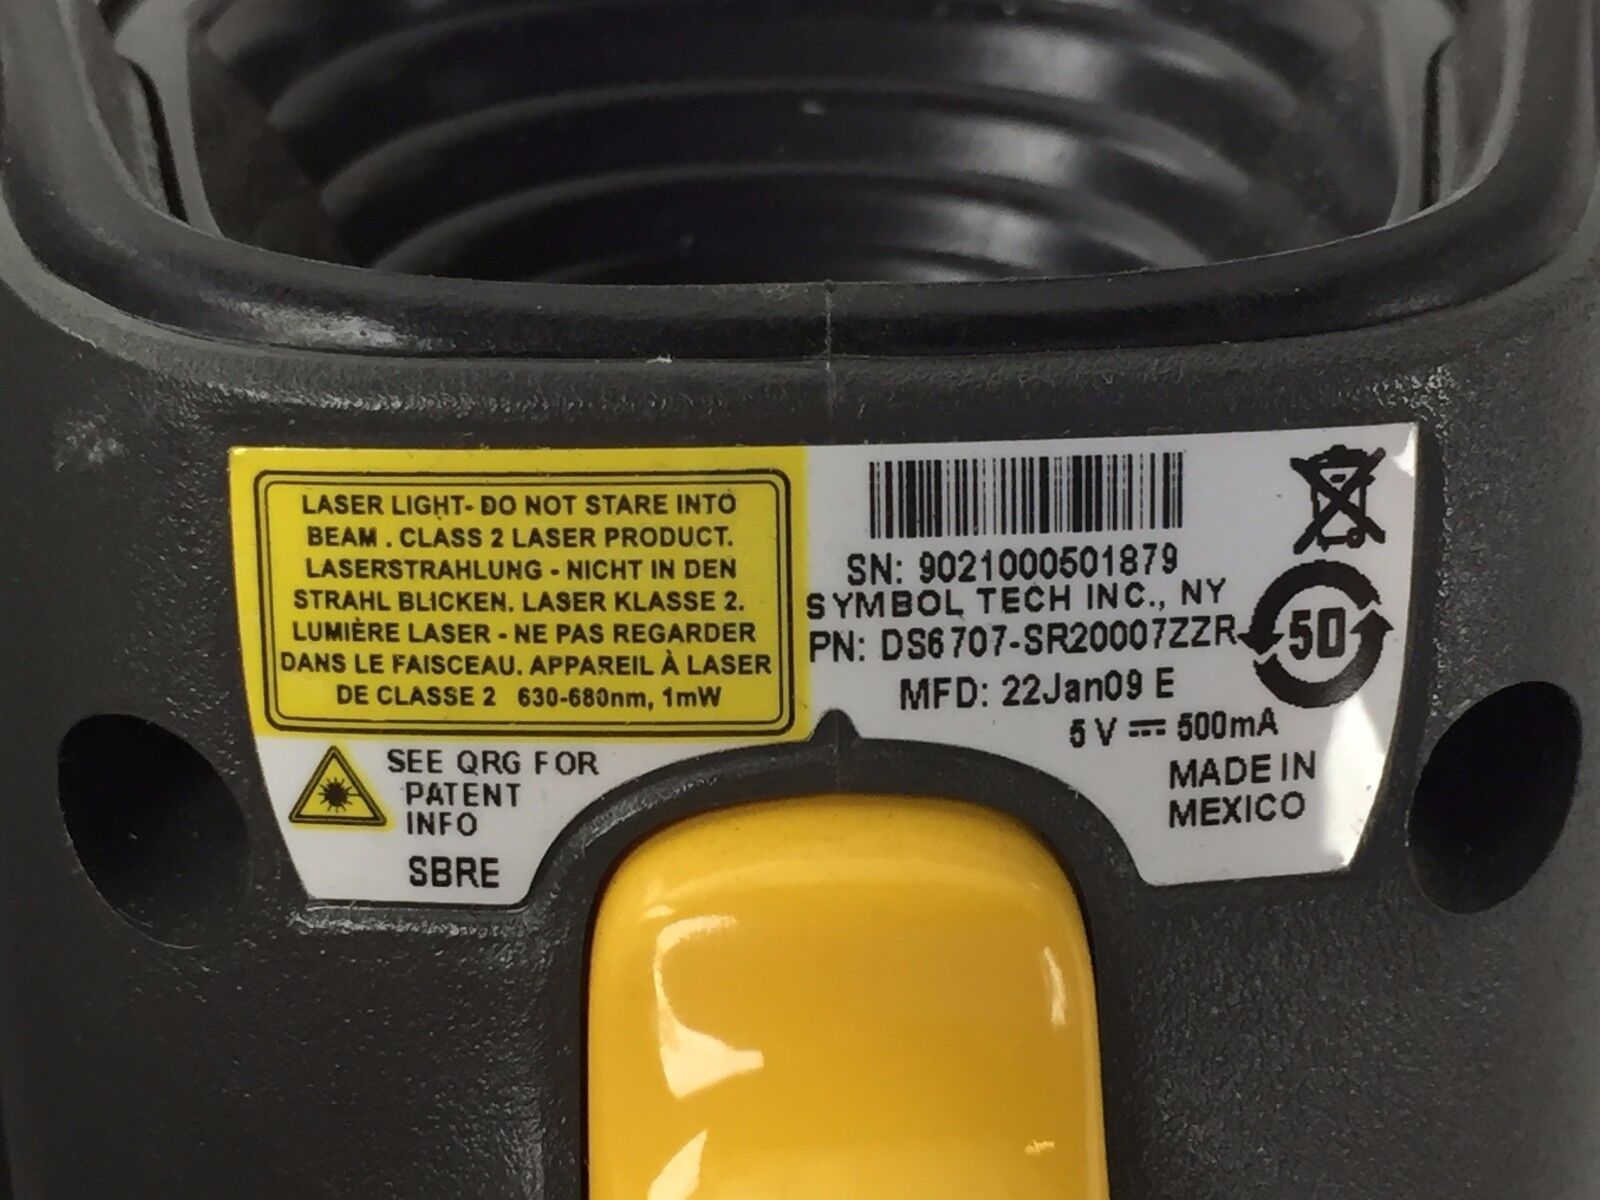 LASER LIGHT- DO NOT STARE INTO
BEAM . CLASS 2 LASER PRODUCT.
LASERSTRAHLUNG - NICHT IN DEN
STRAHL BLICKEN. LASER KLASSE 2.
LUMIÈRE LASER - NE PAS REGARDER
DANS LE FAISCEAU. APPAREIL À LASER
DE CLASSE 2 630-680nm, 1mW
SEE QRG FOR
PATENT
INFO
SBRE
SN: 9021000501879
SYMBOL TECH INC., NY
PN: DS6707-SR20007ZZR
MFD: 22Jan09 E
5 V ⎓ 500mA
MADE IN
MEXICO
50